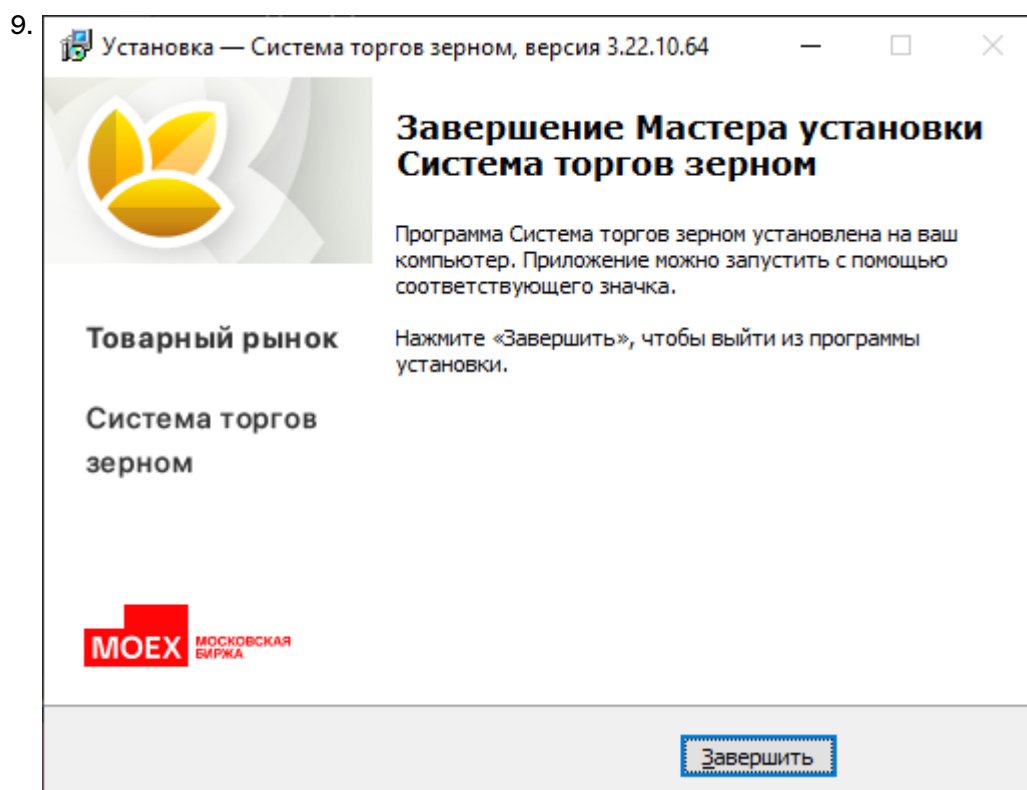 9.
Установка — Система торгов зерном, версия 3.22.10.64
Завершение Мастера установки
Система торгов зерном
Программа Система торгов зерном установлена на ваш
компьютер. Приложение можно запустить с помощью
соответствующего значка.
Нажмите «Завершить», чтобы выйти из программы
установки.
Товарный рынок
Система торгов
зерном
MOEX
МОСКОВСКАЯ
БИРЖА
Завершить